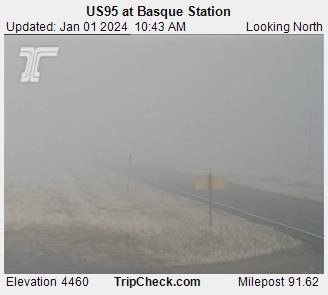 US95 at Basque Station
Updated: Jan 01 2024 10:43 AM Looking North
Elevation 4460 TripCheck.com Milepost 91.62